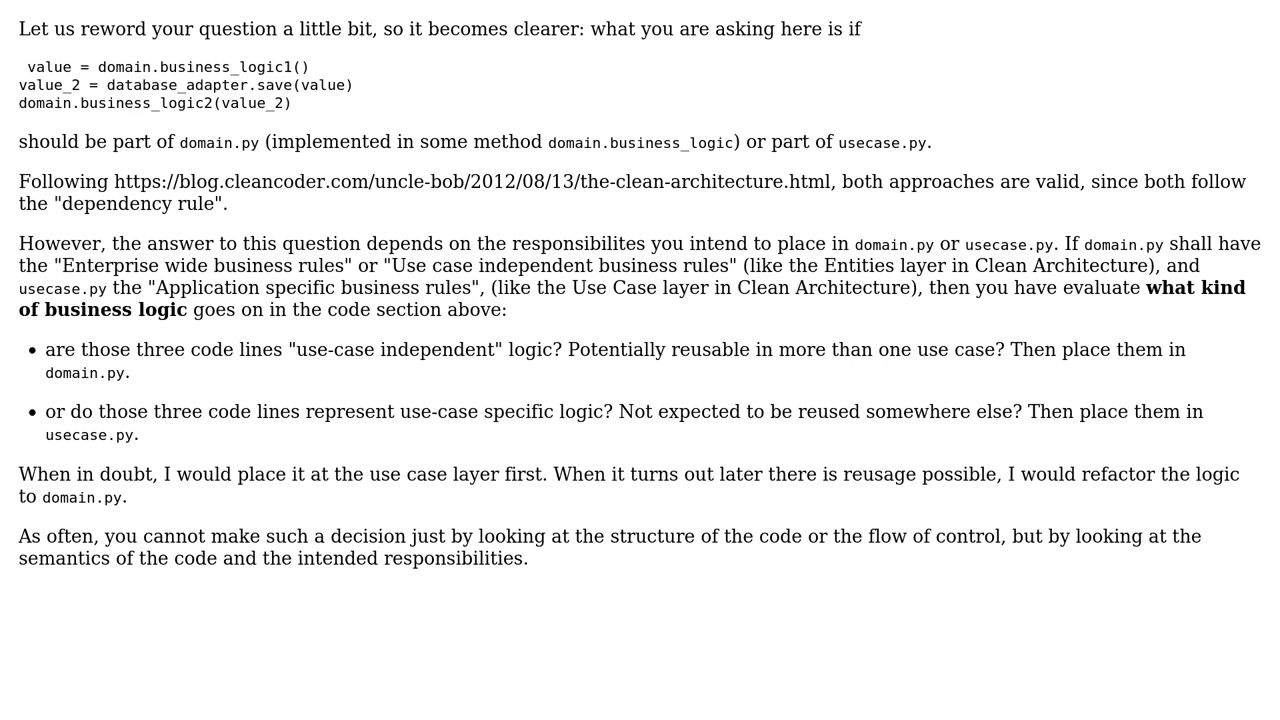 Let us reword your question a little bit, so it becomes clearer: what you are asking here is if
value = domain.business_logic1()
value_2 = database_adapter.save(value)
domain.business_logic2(value_2)
should be part of domain.py (implemented in some method domain.business_logic) or part of usecase.py.
Following https://blog.cleancoder.com/uncle-bob/2012/08/13/the-clean-architecture.html, both approaches are valid, since both follow
the "dependency rule".
However, the answer to this question depends on the responsibilites you intend to place in domain.py or usecase.py. If domain.py shall have
the "Enterprise wide business rules" or "Use case independent business rules" (like the Entities layer in Clean Architecture), and
usecase.py the "Application specific business rules", (like the Use Case layer in Clean Architecture), then you have evaluate what kind
of business logic goes on in the code section above:
• are those three code lines "use-case independent" logic? Potentially reusable in more than one use case? Then place them in
domain.py.
• or do those three code lines represent use-case specific logic? Not expected to be reused somewhere else? Then place them in
usecase.py.
When in doubt, I would place it at the use case layer first. When it turns out later there is reusage possible, I would refactor the logic
to domain.py.
As often, you cannot make such a decision just by looking at the structure of the code or the flow of control, but by looking at the
semantics of the code and the intended responsibilities.